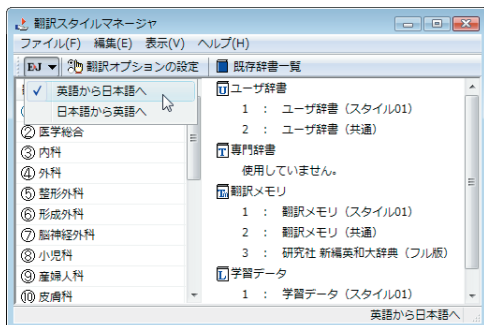 翻訳スタイルマネージャ
ファイル(F) 編集(E) 表示(V) ヘルプ(H)
EJ 翻訳オプションの設定 既存辞書一覧
✓ 英語から日本語へ
日本語から英語へ
② 医学総合
③ 内科
④ 外科
⑤ 整形外科
⑥ 形成外科
⑦ 脳神経外科
⑧ 小児科
⑨ 産婦人科
⑩ 皮膚科
U ユーザ辞書
1 : ユーザ辞書（スタイル01）
2 : ユーザ辞書（共通）
T 専門辞書
使用していません。
Tm 翻訳メモリ
1 : 翻訳メモリ（スタイル01）
2 : 翻訳メモリ（共通）
3 : 研究社 新編英和大辞典（フル版）
L 学習データ
1 : 学習データ（スタイル01）
英語から日本語へ